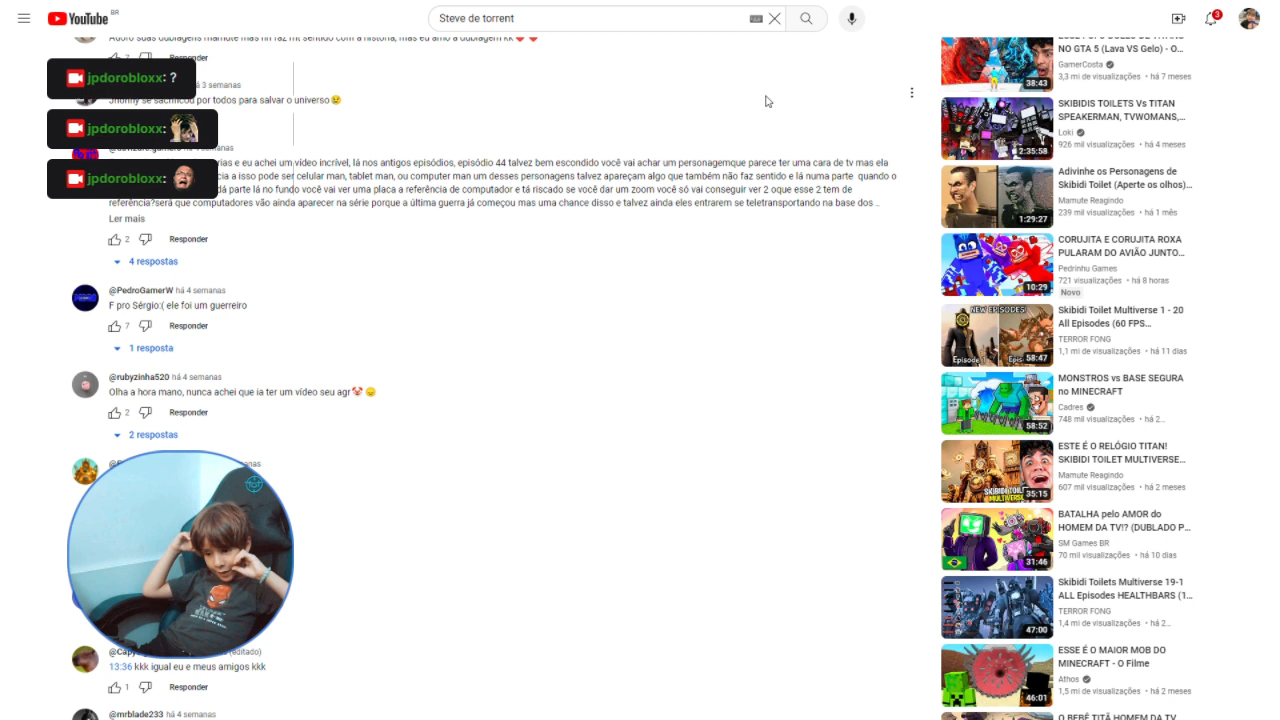 YouTube BR
Steve de torrent
3
Adoro suas dublagens mamute mas nn faz mt sentido com a história, mas eu amo a dublagem kk
Responder
jpdorobloxx: ?
há 3 semanas
Jhonny se sacrificou por todos para salvar o universo
jpdorobloxx:
semanas
rias e eu achei um video incrível, lá nos antigos episódios, episódio 44 talvez bem escondido você vai achar um personagemque parece ter uma cara de tv mas ela
jpdorobloxx:
cia a isso pode ser celular man, tablet man, ou computer man um desses personagens talvez apareçam algo que também não faz sentido e lá numa parte quando o
dá parte lá no fundo você vai ver uma placa a referência de computador e tá riscado se você dar um zoom você só vai conseguir ver 2 oque esse 2 tem de
referência?será que computadores vão ainda aparecer na série porque a última guerra já começou mas uma chance disso e talvez ainda eles entrarem se teletransportando na base dos ..
Ler mais
2 Responder
4 respostas
@PedroGamerW há 4 semanas
F pro Sérgio:( ele foi um guerreiro
7 Responder
1 resposta
@rubyzinha520 há 4 semanas
Olha a hora mano, nunca achei que ia ter um vídeo seu agr
2 Responder
2 respostas
(editado)
13:36 kkk igual eu e meus amigos kkk
1 Responder
@mrblade233 há 4 semanas
NO GTA 5 (Lava VS Gelo) - O...
GamerCosta
3,3 mi de visualizações • há 7 meses
38:43
SKIBIDIS TOILETS Vs TITAN
SPEAKERMAN, TVWOMANS,...
Loki
926 mil visualizações • há 4 meses
2:35:58
Adivinhe os Personagens de
Skibidi Toilet (Aperte os olhos)...
Mamute Reagindo
239 mil visualizações • há 1 mês
1:29:27
CORUJITA E CORUJITA ROXA
PULARAM DO AVIÃO JUNTO...
Pedrinhu Games
721 visualizações • há 8 horas
Novo
10:29
NEW EPISODES!
Episode 1
58:47
Skibidi Toilet Multiverse 1 - 20
All Episodes (60 FPS...
TERROR FONG
1,1 mi de visualizações • há 11 dias
MONSTROS vs BASE SEGURA
no MINECRAFT
Cadres
748 mil visualizações • há 2...
58:52
ESTE É O RELÓGIO TITAN!
SKIBIDI TOILET MULTIVERSE...
Mamute Reagindo
607 mil visualizações • há 2 meses
SKIBIDI TOILET
MULTIVERSE
35:15
BATALHA pelo AMOR do
HOMEM DA TV!? (DUBLADO P...
SM Games BR
70 mil visualizações • há 10 dias
31:46
Skibidi Toilets Multiverse 19-1
ALL Episodes HEALTHBARS (1...
TERROR FONG
1,4 mi de visualizações • há 2...
47:00
ESSE É O MAIOR MOB DO
MINECRAFT - O Filme
Athos
1,5 mi de visualizações • há 2 meses
46:01
O BEBÊ TITÃ HOMEM DA TV